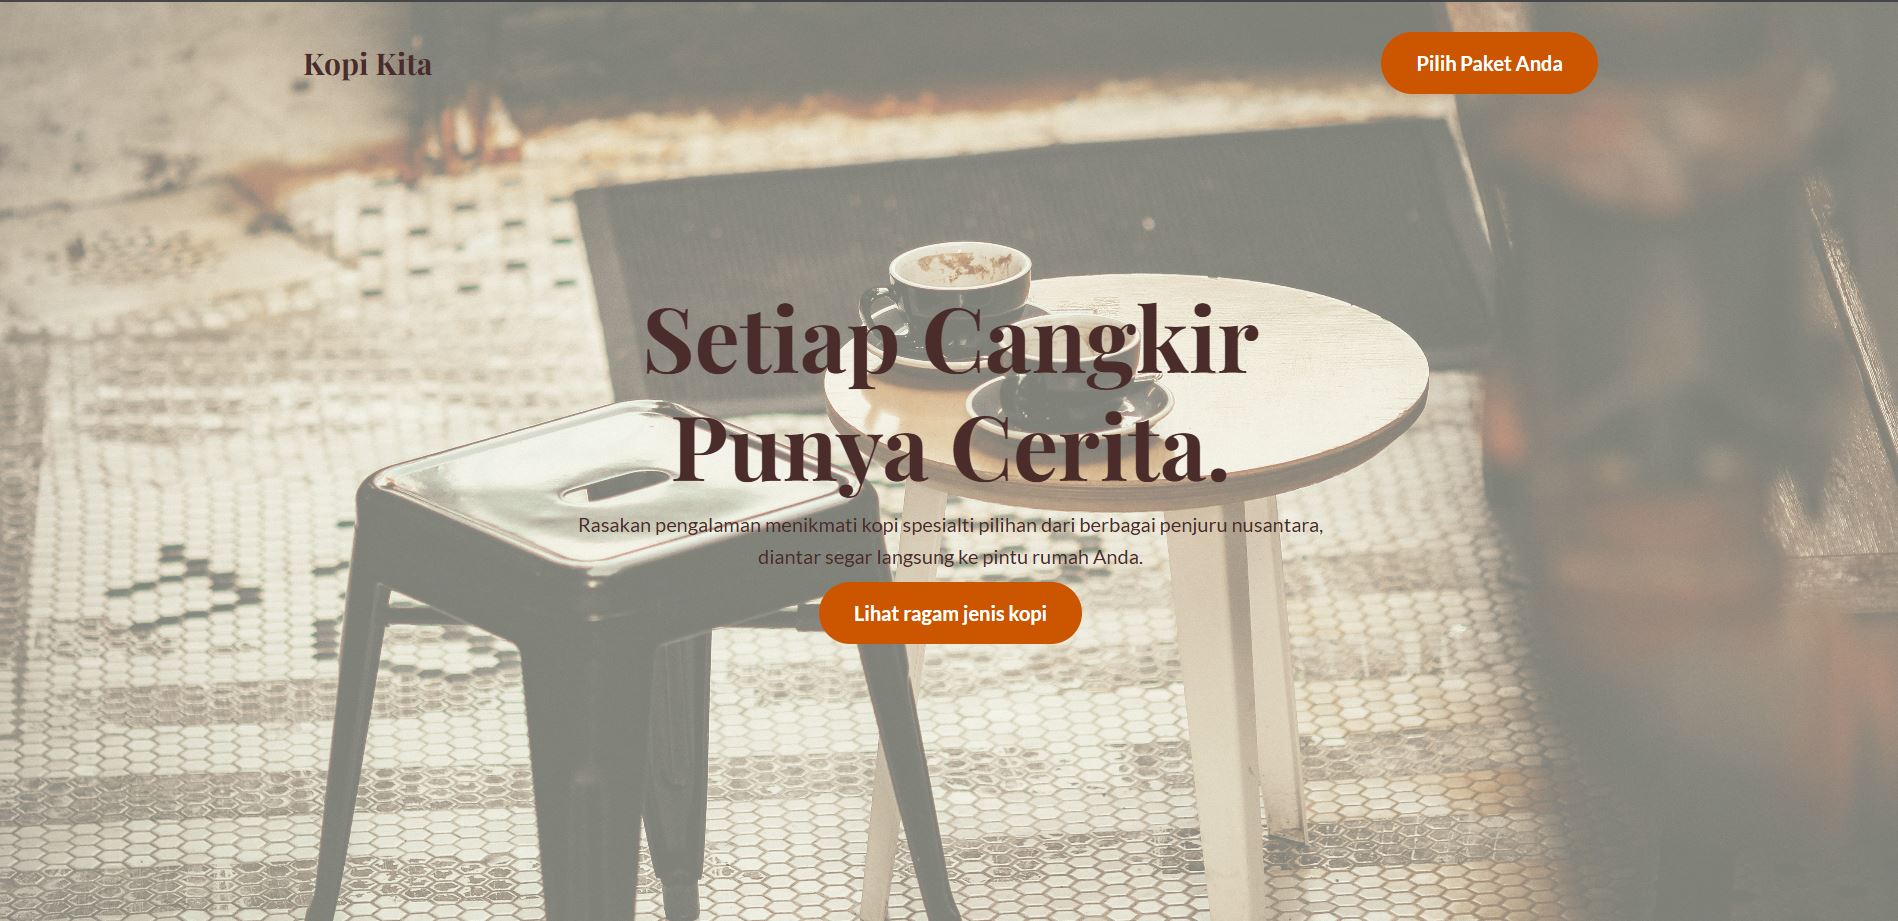 Kopi Kita
Pilih Paket Anda
Setiap Cangkir
Punya Cerita.
Rasakan pengalaman menikmati kopi spesialti pilihan dari berbagai penjuru nusantara,
diantar segar langsung ke pintu rumah Anda.
Lihat ragam jenis kopi